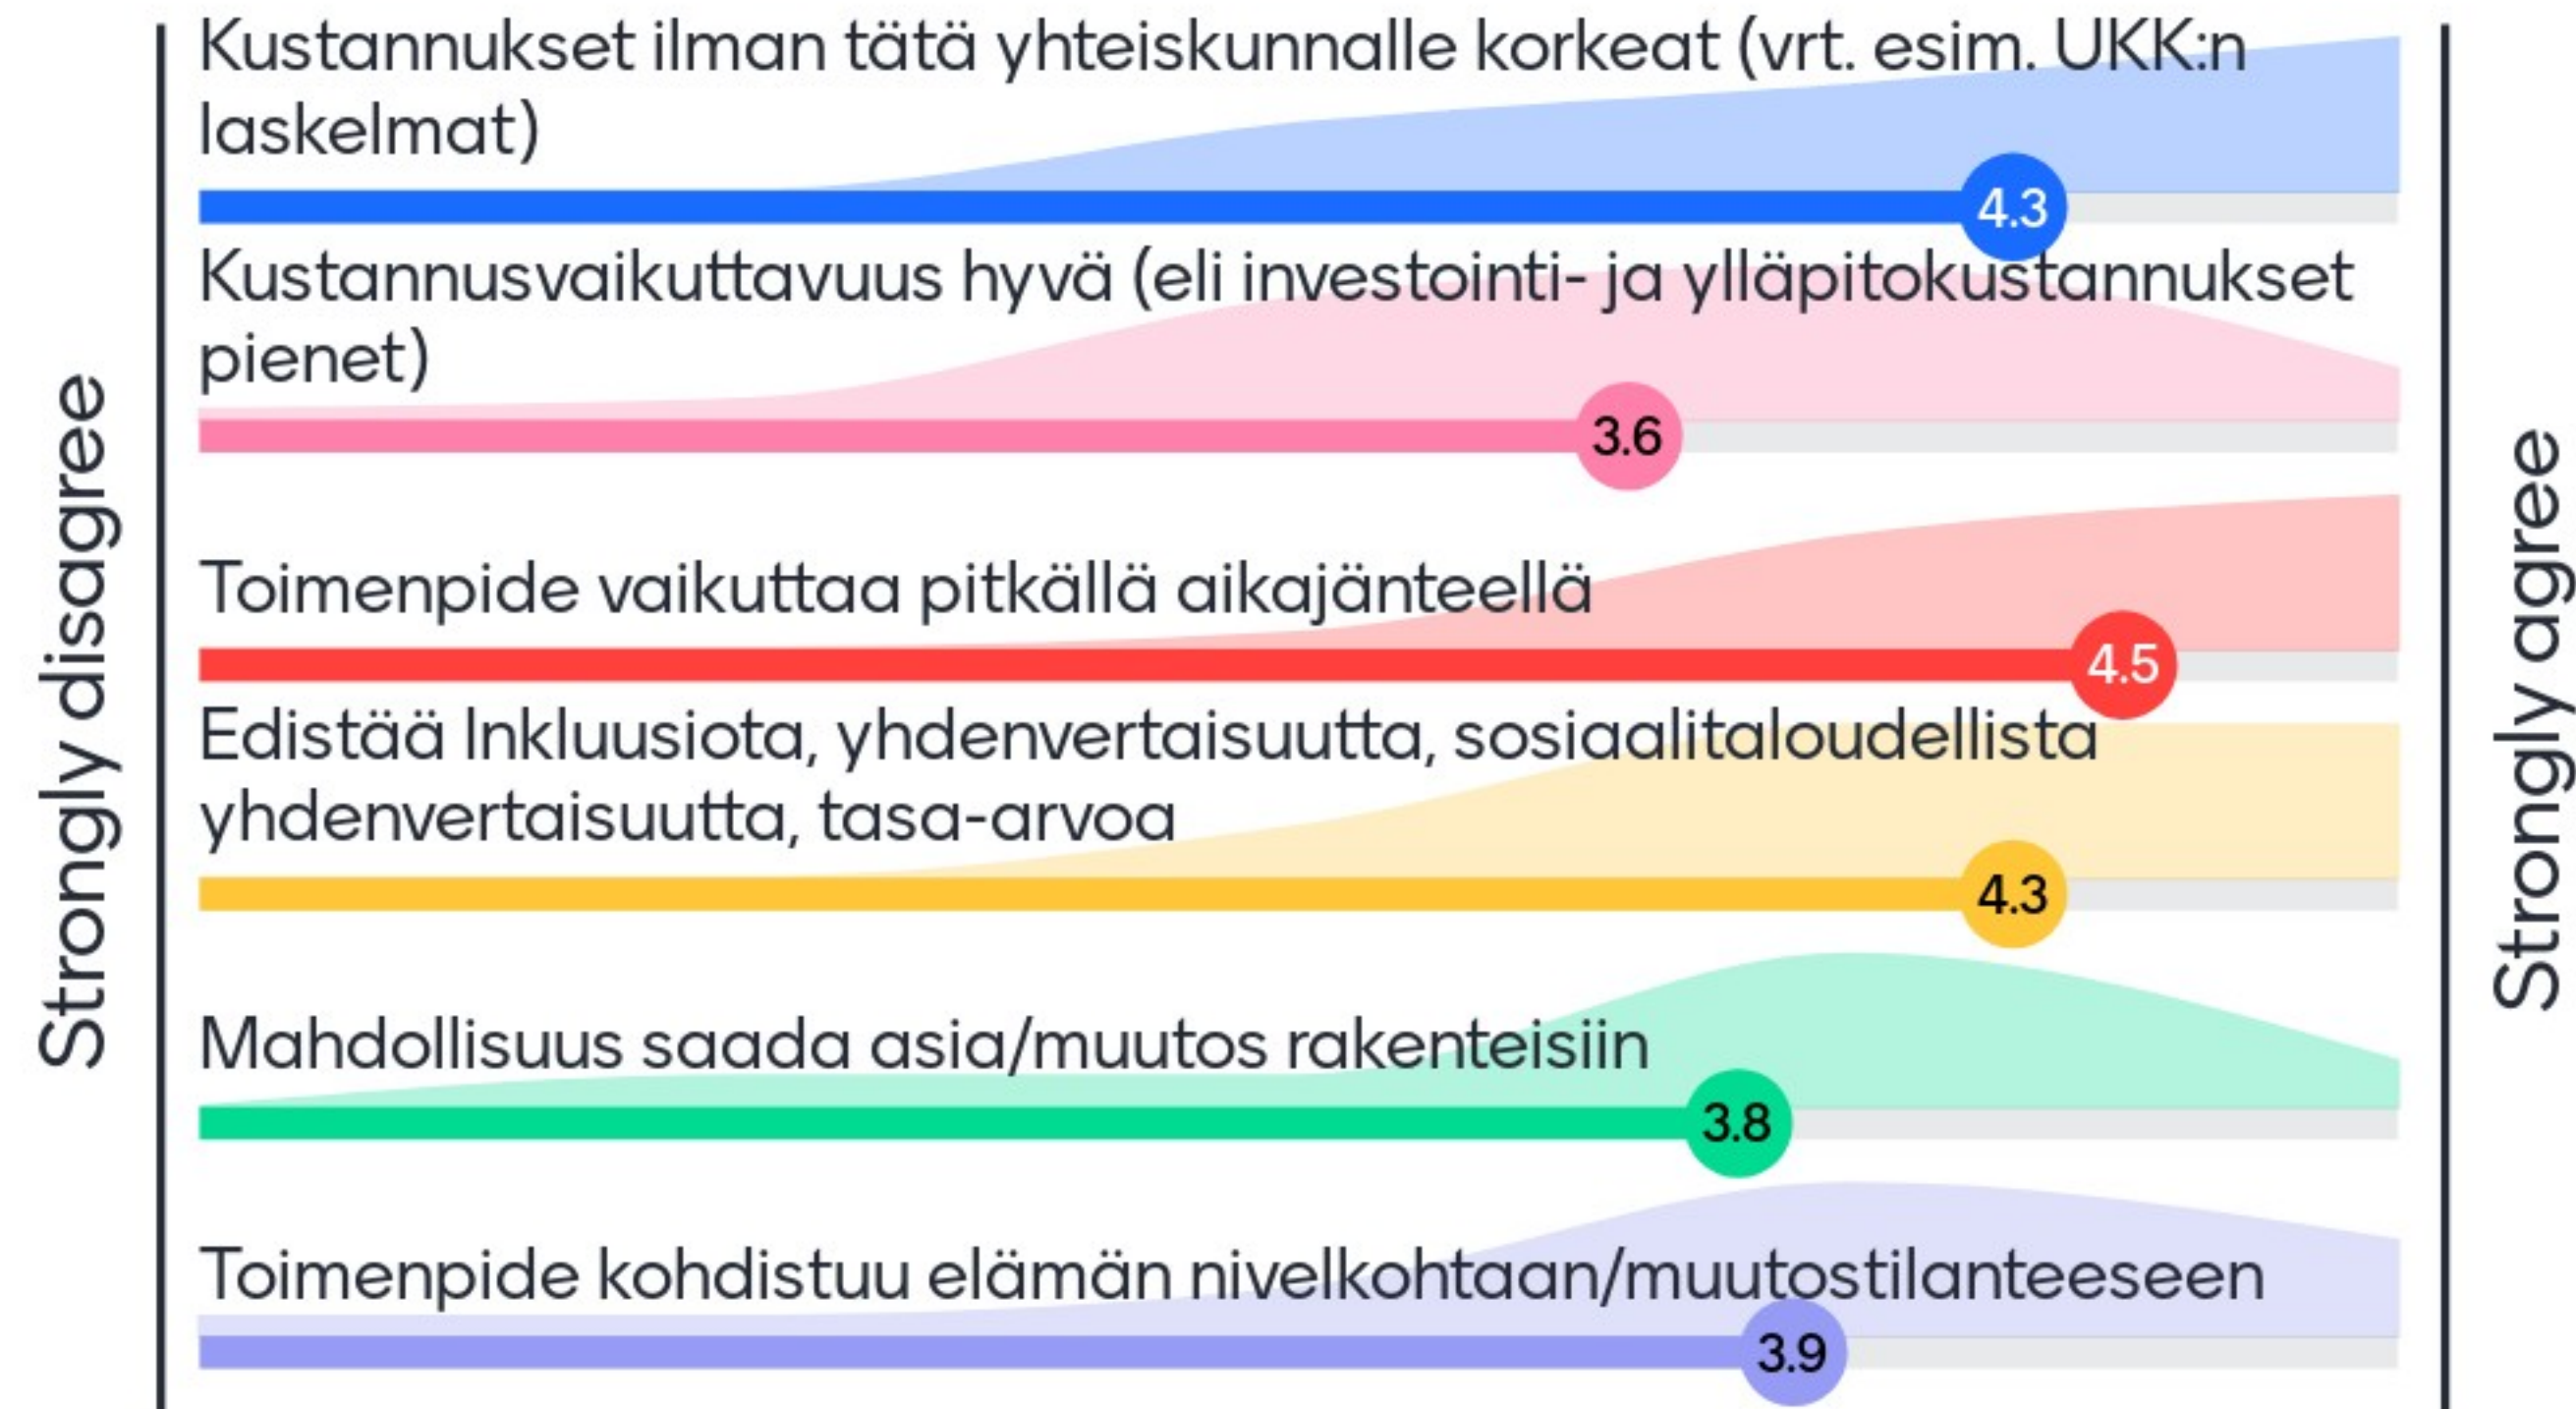 Kustannukset ilman tätä yhteiskunnalle korkeat (vrt. esim. UKK:n
laskelmat)
4.3
Kustannusvaikuttavuus hyvä (eli investointi- ja ylläpitokustannukset
pienet)
3.6
Toimenpide vaikuttaa pitkällä aikajänteellä
4.5
Edistää Inkluusiota, yhdenvertaisuutta, sosiaalitaloudellista
yhdenvertaisuutta, tasa-arvoa
4.3
Mahdollisuus saada asia/muutos rakenteisiin
3.8
Toimenpide kohdistuu elämän nivelkohtaan/muutostilanteeseen
3.9
Strongly disagree
Strongly agree